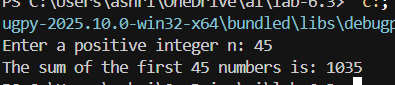 PS C:\Users\ashri\OneDrive\ai\lab-6.3> c:;
ugpy-2025.10.0-win32-x64\bundled\libs\debugp
Enter a positive integer n: 45
The sum of the first 45 numbers is: 1035